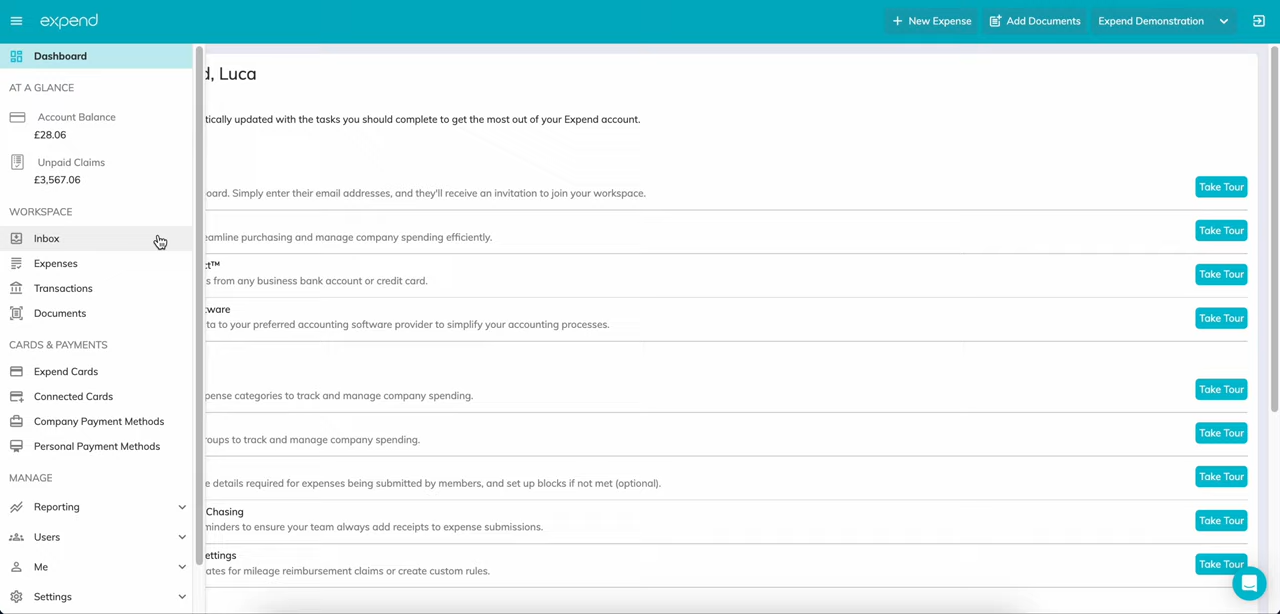 expend
New Expense
Add Documents
Expend Demonstration
Dashboard
AT A GLANCE
Account Balance
£28.06
Unpaid Claims
£3,567.06
WORKSPACE
Inbox
Expenses
Transactions
Documents
CARDS & PAYMENTS
Expend Cards
Connected Cards
Company Payment Methods
Personal Payment Methods
MANAGE
Reporting
Users
Me
Settings
d, Luca
tically updated with the tasks you should complete to get the most out of your Expend account.
oard. Simply enter their email addresses, and they'll receive an invitation to join your workspace.
Take Tour
eamline purchasing and manage company spending efficiently.
Take Tour
ct™
s from any business bank account or credit card.
Take Tour
ware
ta to your preferred accounting software provider to simplify your accounting processes.
Take Tour
pense categories to track and manage company spending.
Take Tour
roups to track and manage company spending.
Take Tour
e details required for expenses being submitted by members, and set up blocks if not met (optional).
Take Tour
Chasing
minders to ensure your team always add receipts to expense submissions.
Take Tour
ettings
ates for mileage reimbursement claims or create custom rules.
Take Tour